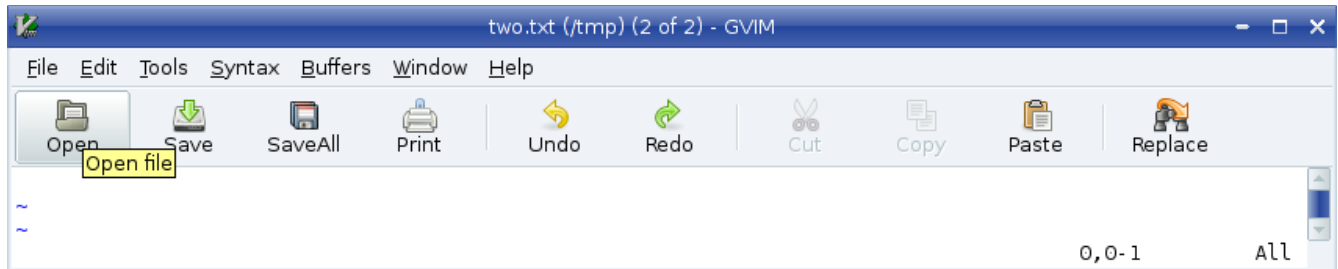 two.txt (/tmp) (2 of 2) - GVIM
File Edit Tools Syntax Buffers Window Help
Open Save SaveAll Print Undo Redo Cut Copy Paste Replace
Open file
~
~
0,0-1 All